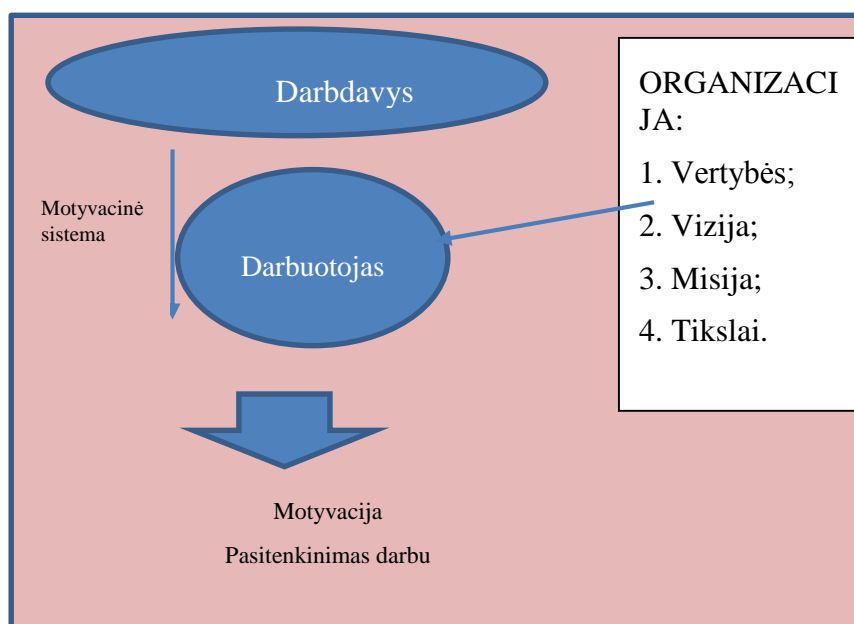 Darbdavys
ORGANIZACI
JA:
1. Vertybės;
2. Vizija;
3. Misija;
4. Tikslai.
Motyvacinė
sistema
Darbuotojas
Motyvacija
Pasitenkinimas darbu